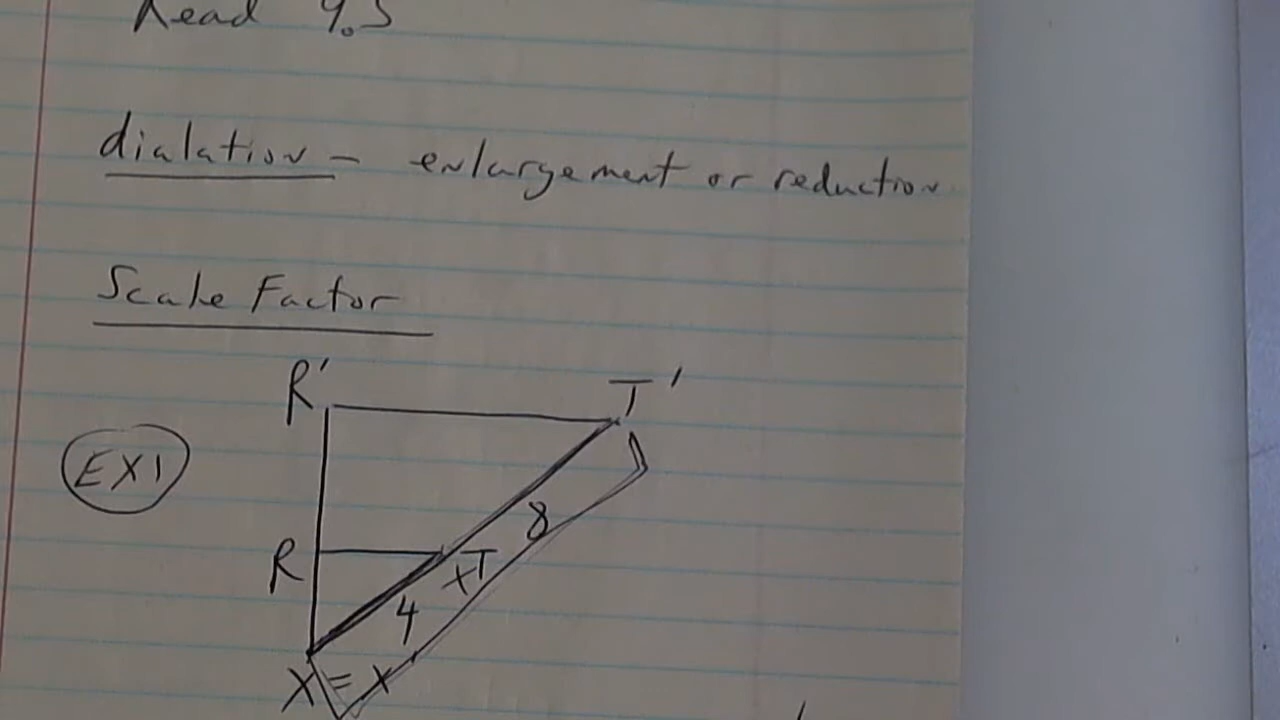 Read 9.5
dialation - enlargement or reduction
Scale Factor
R' T'
EX1
8
R +T
4
X = X